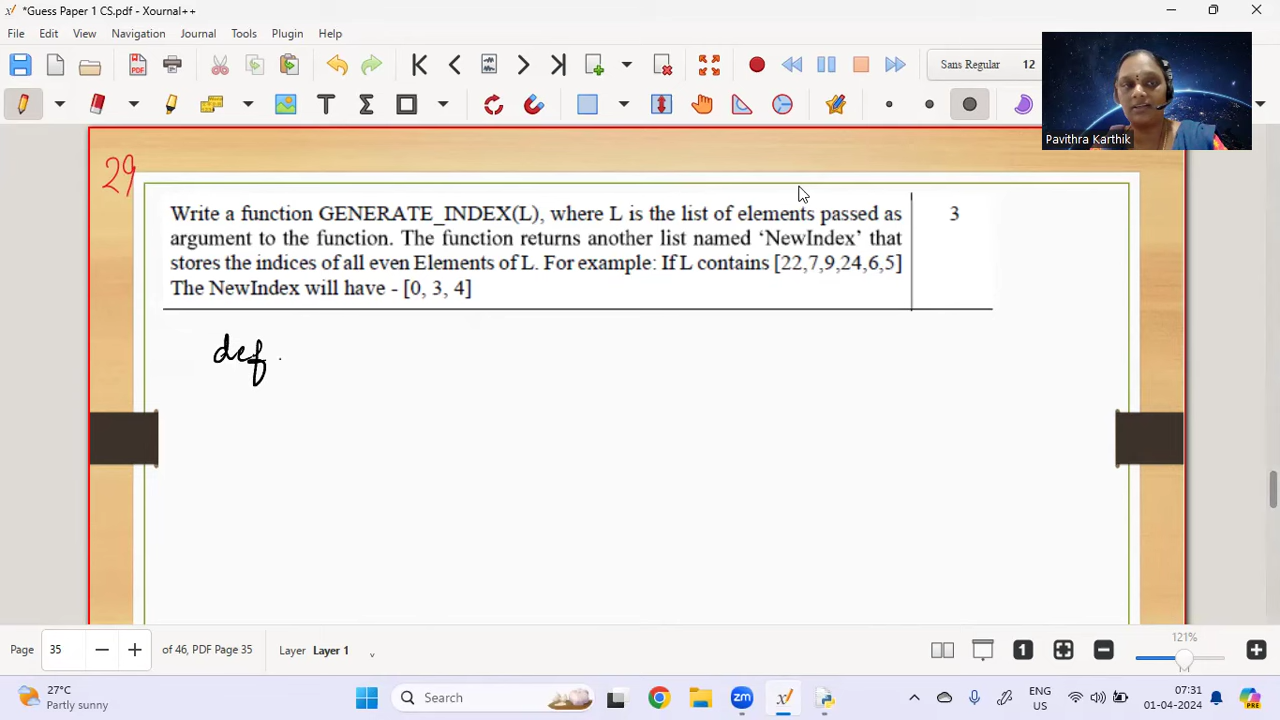 *Guess Paper 1 CS.pdf - Xournal++
File Edit View Navigation Journal Tools Plugin Help
Sans Regular 12
Pavithra Karthik
29
Write a function GENERATE_INDEX(L), where L is the list of elements passed as
argument to the function. The function returns another list named ‘NewIndex’ that
stores the indices of all even Elements of L. For example: If L contains [22,7,9,24,6,5]
The NewIndex will have - [0, 3, 4]
3
def
Page 35 of 46, PDF Page 35 Layer Layer 1
121%
27°C
Partly sunny
Search
ENG
US
07:31
01-04-2024
PRE